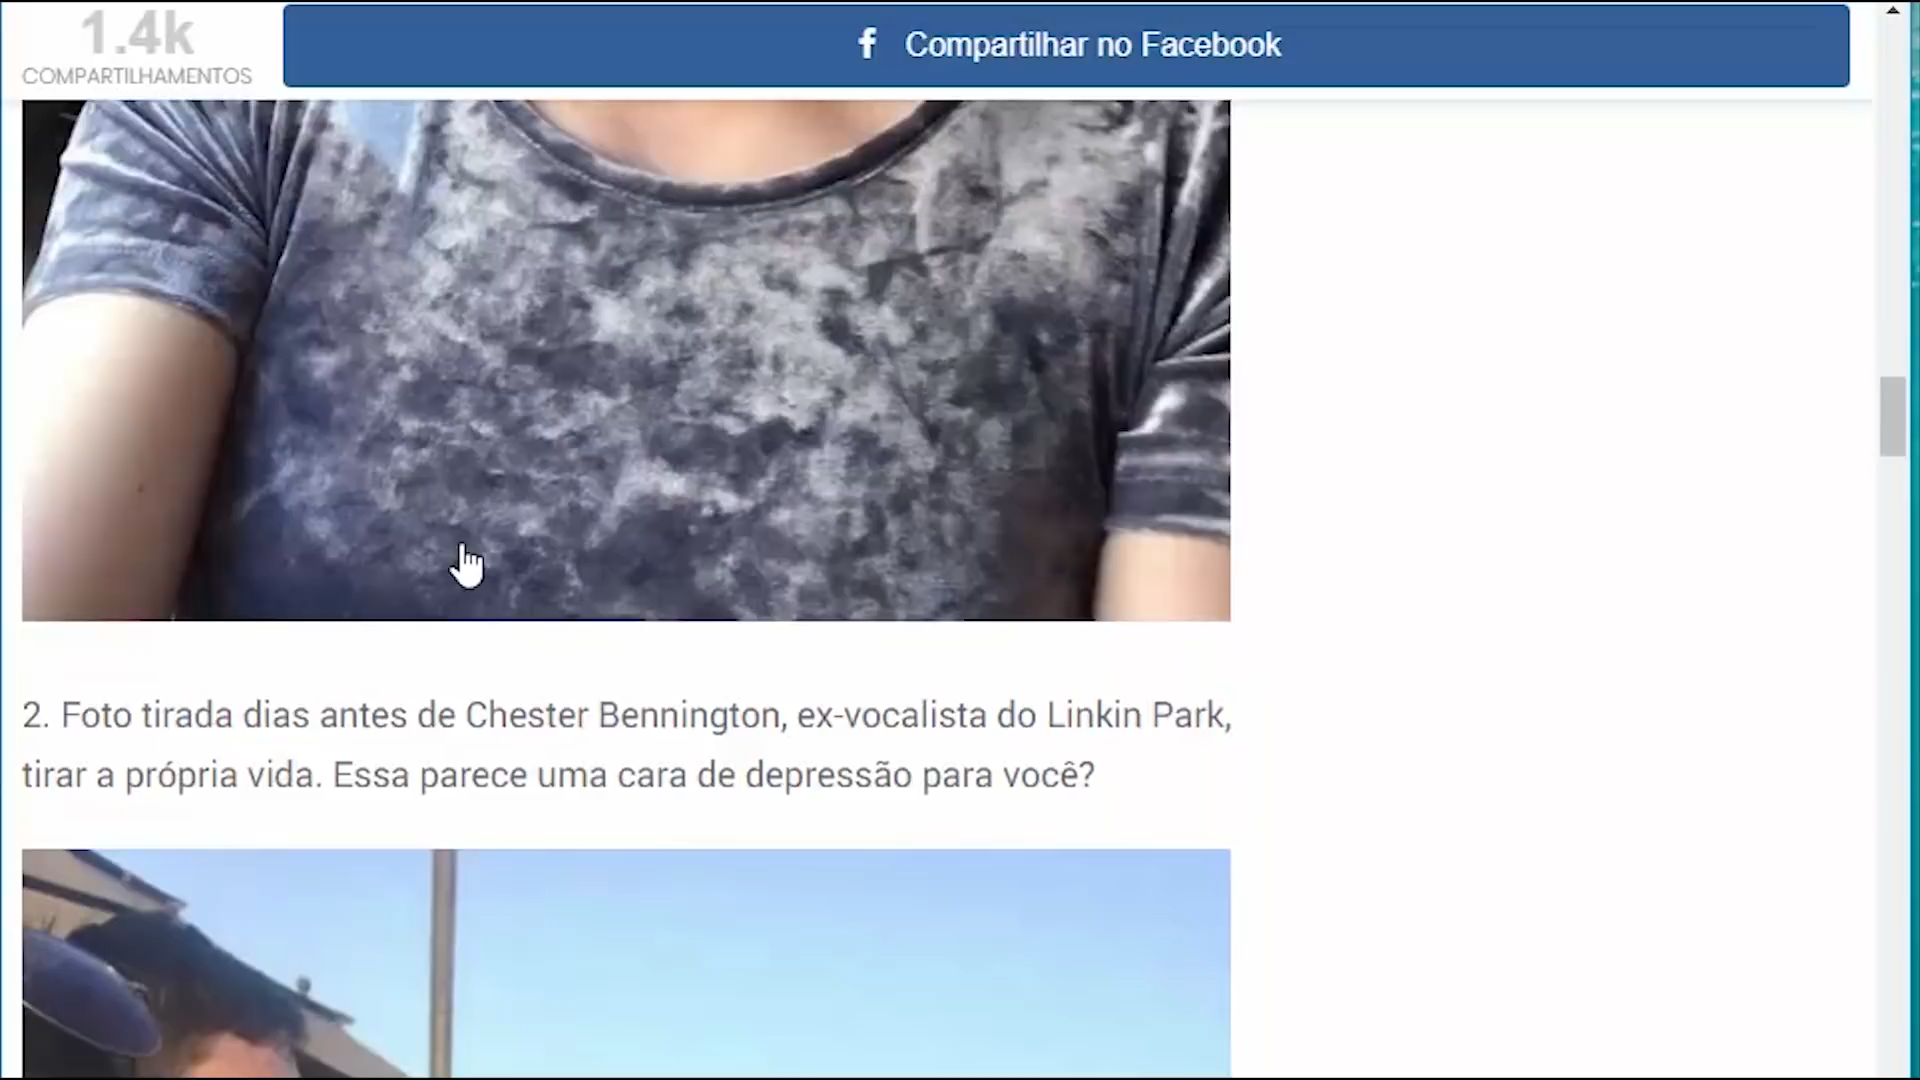 1.4k
COMPARTILHAMENTOS
f Compartilhar no Facebook
2. Foto tirada dias antes de Chester Bennington, ex-vocalista do Linkin Park,
tirar a própria vida. Essa parece uma cara de depressão para você?